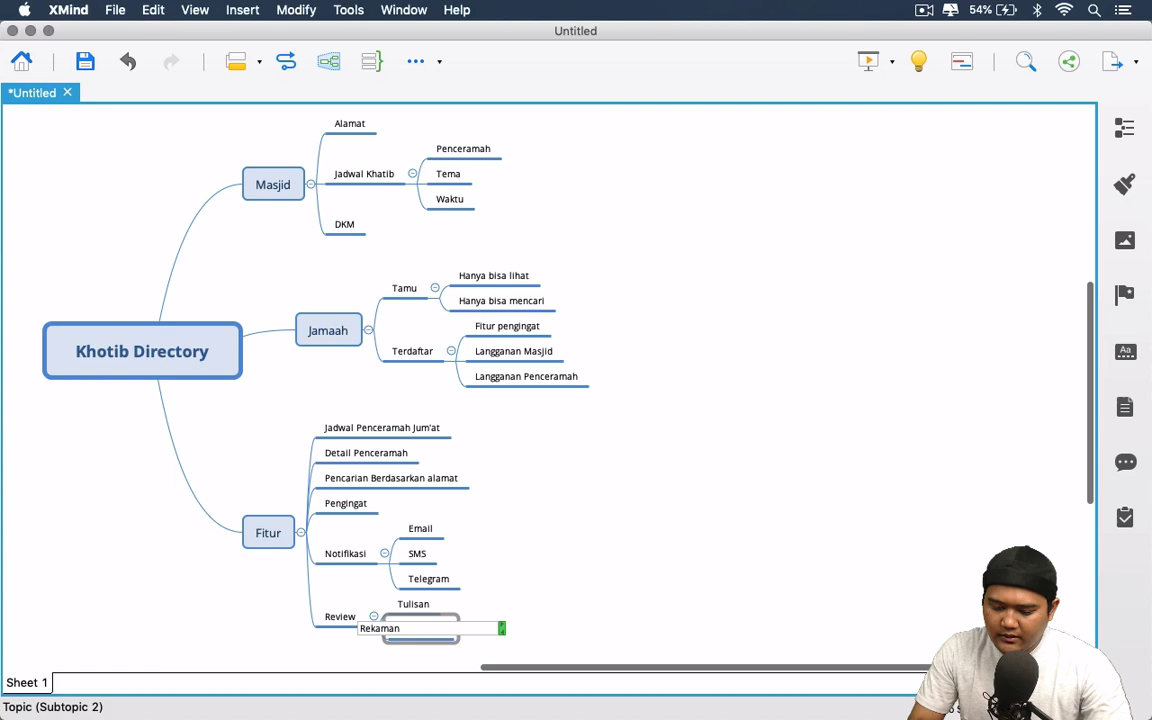 XMind File Edit View Insert Modify Tools Window Help 54%
Untitled
*Untitled
Alamat
Penceramah
Jadwal Khatib
Tema
Masjid
Waktu
DKM
Hanya bisa lihat
Tamu
Hanya bisa mencari
Fitur pengingat
Jamaah
Terdaftar
Langganan Masjid
Khotib Directory
Langganan Penceramah
Jadwal Penceramah Jum'at
Detail Penceramah
Pencarian Berdasarkan alamat
Pengingat
Email
Fitur
Notifikasi
SMS
Telegram
Tulisan
Review
Rekaman
Sheet 1
Topic (Subtopic 2)
Aa